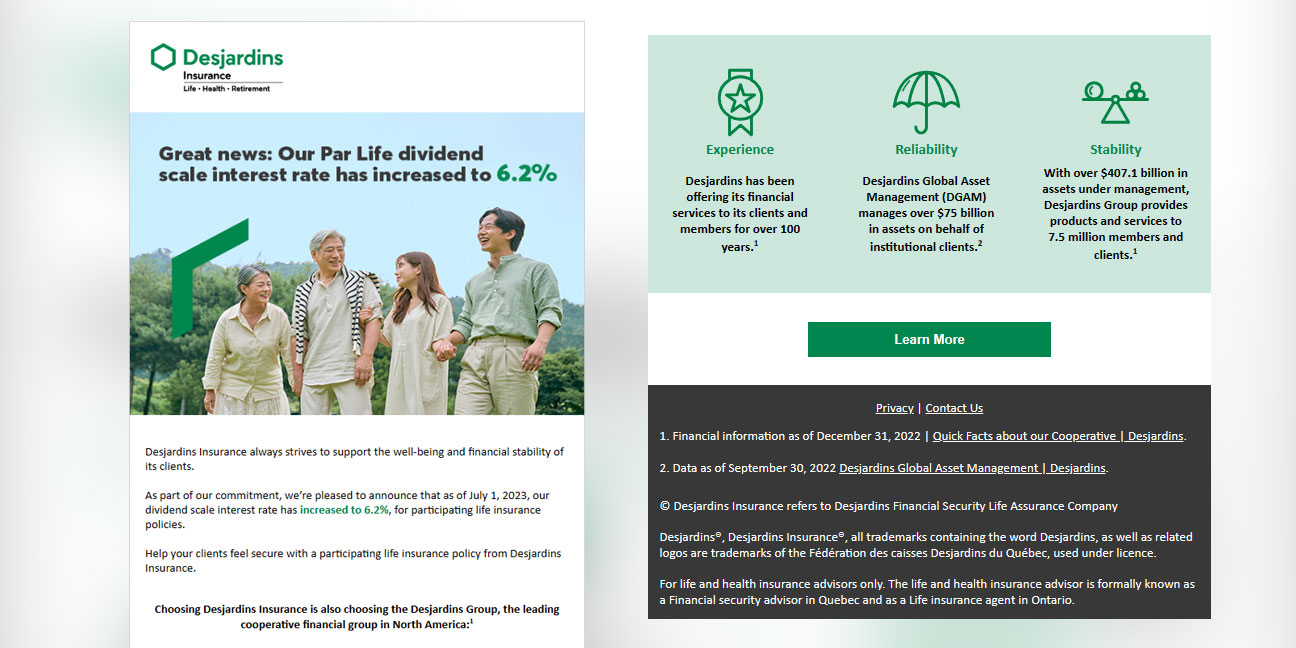 Desjardins
Insurance
Life • Health • Retirement
Great news: Our Par Life dividend
scale interest rate has increased to 6.2%
Desjardins Insurance always strives to support the well-being and financial stability of
its clients.
As part of our commitment, we’re pleased to announce that as of July 1, 2023, our
dividend scale interest rate has increased to 6.2%, for participating life insurance
policies.
Help your clients feel secure with a participating life insurance policy from Desjardins
Insurance.
Choosing Desjardins Insurance is also choosing the Desjardins Group, the leading
cooperative financial group in North America:1
Experience
Desjardins has been
offering its financial
services to its clients and
members for over 100
years.1
Reliability
Desjardins Global Asset
Management (DGAM)
manages over $75 billion
in assets on behalf of
institutional clients.2
Stability
With over $407.1 billion in
assets under management,
Desjardins Group provides
products and services to
7.5 million members and
clients.1
Learn More
Privacy | Contact Us
1. Financial information as of December 31, 2022 | Quick Facts about our Cooperative | Desjardins.
2. Data as of September 30, 2022 Desjardins Global Asset Management | Desjardins.
© Desjardins Insurance refers to Desjardins Financial Security Life Assurance Company
Desjardins®, Desjardins Insurance®, all trademarks containing the word Desjardins, as well as related
logos are trademarks of the Fédération des caisses Desjardins du Québec, used under licence.
For life and health insurance advisors only. The life and health insurance advisor is formally known as
a Financial security advisor in Quebec and as a Life insurance agent in Ontario.